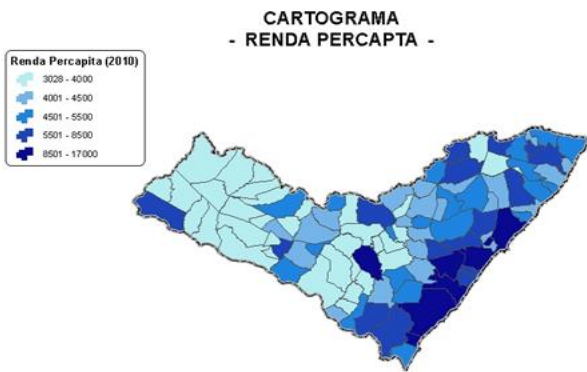 CARTOGRAMA
- RENDA PERCAPTA -
Renda Percapita (2010)
3028 - 4000
4001 - 4500
4501 - 5500
5501 - 8500
8501 - 17000